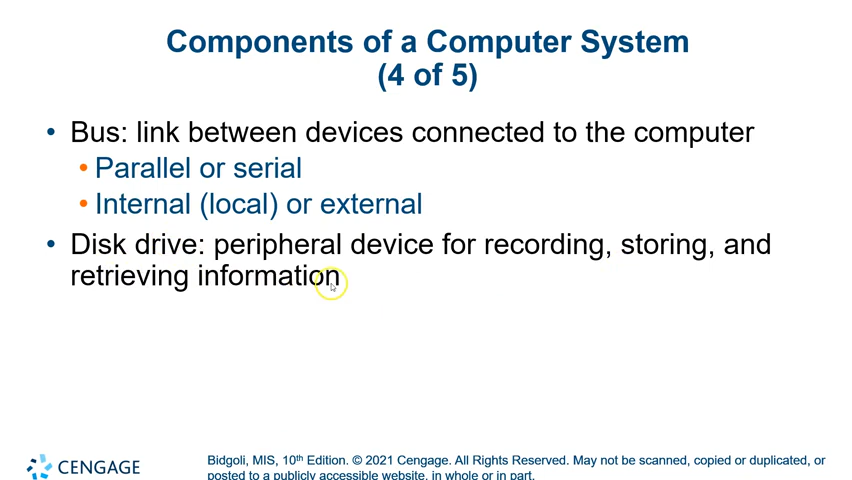 Components of a Computer System
(4 of 5)
• Bus: link between devices connected to the computer
• Parallel or serial
• Internal (local) or external
• Disk drive: peripheral device for recording, storing, and
retrieving information
CENGAGE
Bidgoli, MIS, 10th Edition. © 2021 Cengage. All Rights Reserved. May not be scanned, copied or duplicated, or
posted to a publicly accessible website, in whole or in part.